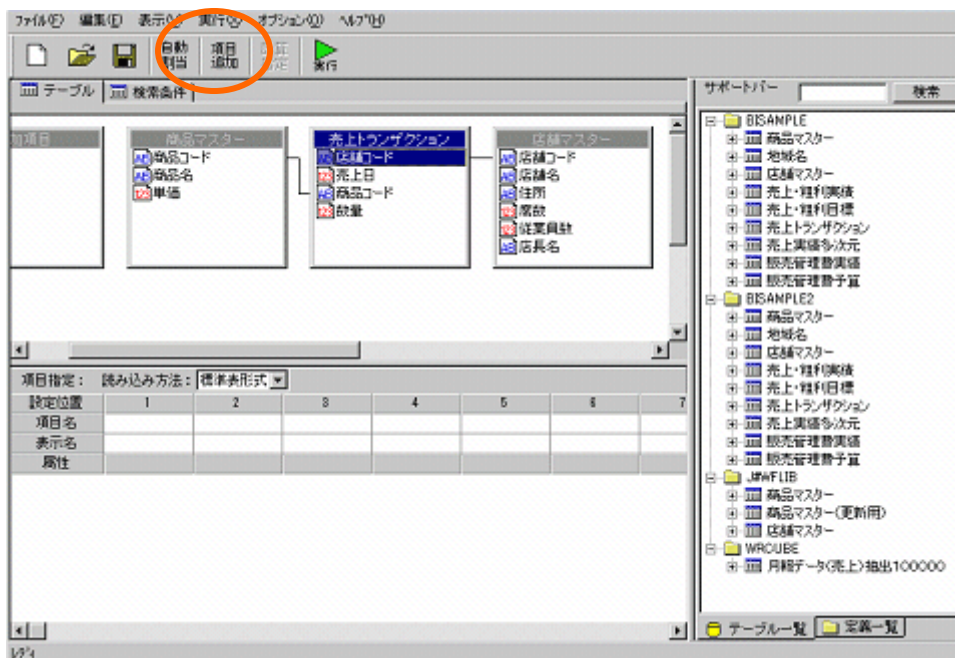 ファイル(F) 編集(E) 表示(V) 実行(X) オプション(O) ヘルプ(H)
自動割当 項目追加 実行
テーブル 検索条件
加項目
商品マスター
商品コード
商品名
単価
売上トランザクション
店舗コード
売上日
商品コード
数量
店舗マスター
店舗コード
店舗名
住所
席数
従業員数
店長名
項目指定: 読み込み方法: 標準表形式
設定位置 1 2 3 4 5 6 7
項目名
表示名
属性
サポートバー 検索
BISAMPLE
商品マスター
地域名
店舗マスター
売上・粗利実績
売上・粗利目標
売上トランザクション
売上実績多次元
販売管理費実績
販売管理費予算
BISAMPLE2
商品マスター
地域名
店舗マスター
売上・粗利実績
売上・粗利目標
売上トランザクション
売上実績多次元
販売管理費実績
販売管理費予算
J#WFLIB
商品マスター
商品マスター(更新用)
店舗マスター
WRCUBE
月報データ(売上)抽出100000
テーブル一覧 定義一覧
レディ